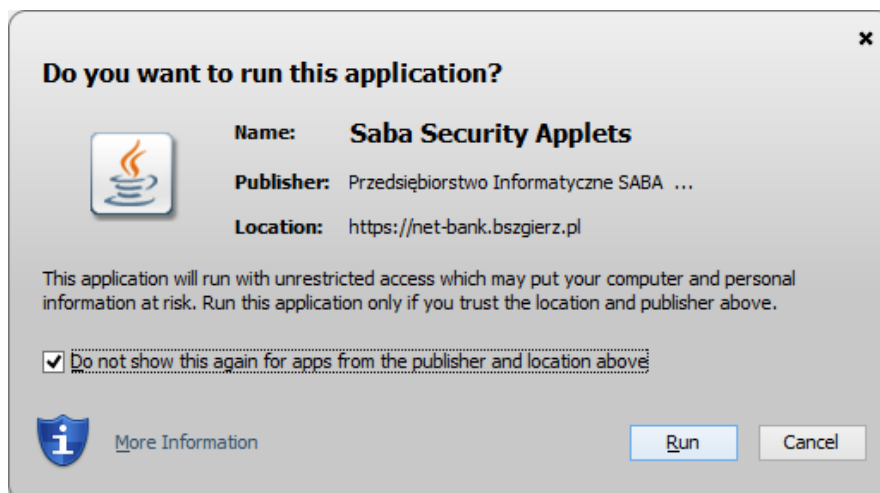 Do you want to run this application?
Name: Saba Security Applets
Publisher: Przedsiębiorstwo Informatyczne SABA ...
Location: https://net-bank.bszgierz.pl
This application will run with unrestricted access which may put your computer and personal
information at risk. Run this application only if you trust the location and publisher above.
Do not show this again for apps from the publisher and location above
More Information
Run
Cancel